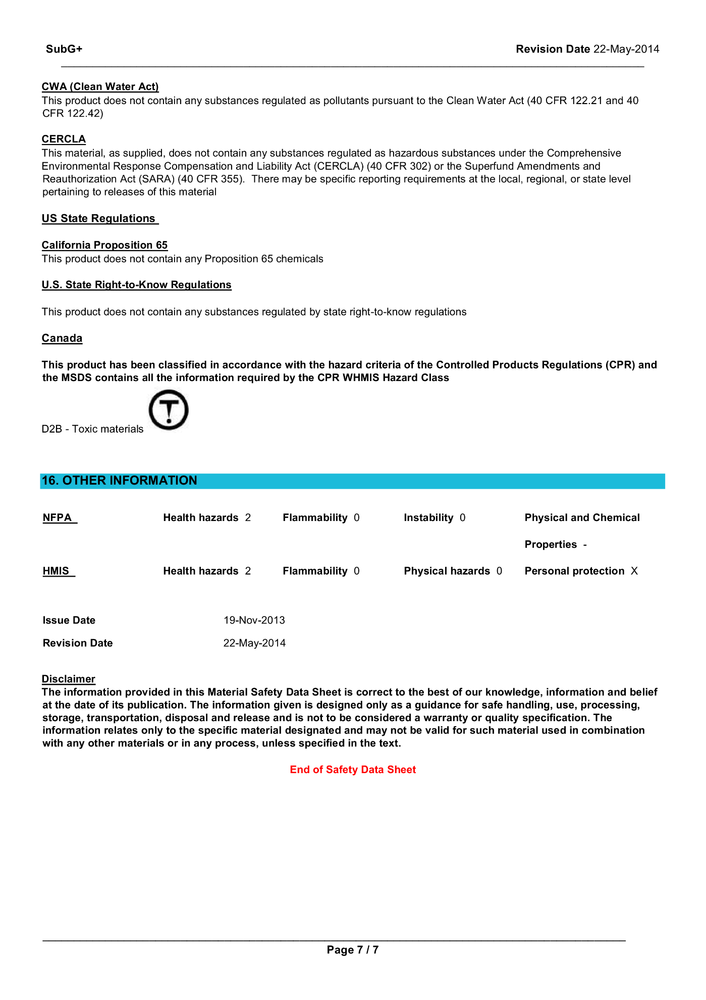 SubG+ Revision Date 22-May-2014
CWA (Clean Water Act)
This product does not contain any substances regulated as pollutants pursuant to the Clean Water Act (40 CFR 122.21 and 40
CFR 122.42)
CERCLA
This material, as supplied, does not contain any substances regulated as hazardous substances under the Comprehensive
Environmental Response Compensation and Liability Act (CERCLA) (40 CFR 302) or the Superfund Amendments and
Reauthorization Act (SARA) (40 CFR 355).  There may be specific reporting requirements at the local, regional, or state level
pertaining to releases of this material
US State Regulations
California Proposition 65
This product does not contain any Proposition 65 chemicals
U.S. State Right-to-Know Regulations
This product does not contain any substances regulated by state right-to-know regulations
Canada
This product has been classified in accordance with the hazard criteria of the Controlled Products Regulations (CPR) and
the MSDS contains all the information required by the CPR WHMIS Hazard Class
D2B - Toxic materials
16. OTHER INFORMATION
NFPA Health hazards 2 Flammability 0 Instability 0 Physical and Chemical
Properties -
HMIS Health hazards 2 Flammability 0 Physical hazards 0 Personal protection X
Issue Date 19-Nov-2013
Revision Date 22-May-2014
Disclaimer
The information provided in this Material Safety Data Sheet is correct to the best of our knowledge, information and belief
at the date of its publication. The information given is designed only as a guidance for safe handling, use, processing,
storage, transportation, disposal and release and is not to be considered a warranty or quality specification. The
information relates only to the specific material designated and may not be valid for such material used in combination
with any other materials or in any process, unless specified in the text.
End of Safety Data Sheet
Page 7 / 7